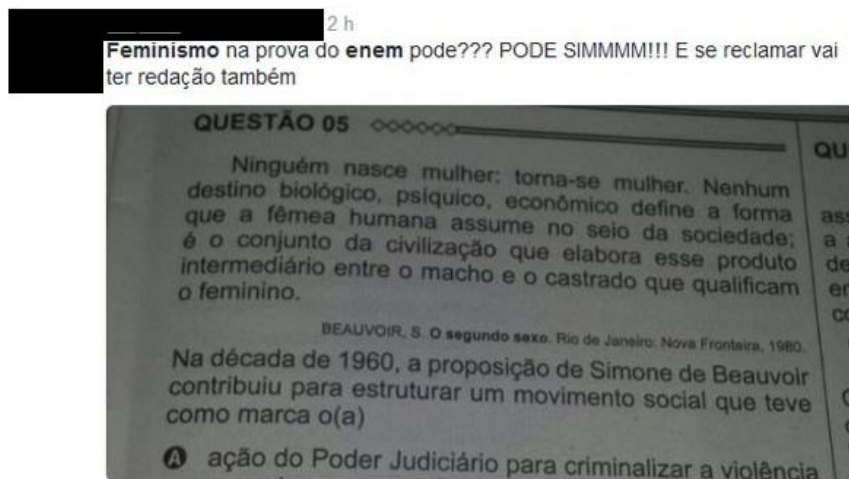 2 h
Feminismo na prova do enem pode??? PODE SIMMMM!!! E se reclamar vai
ter redação também
QUESTÃO 05
QU
Ninguém nasce mulher: torna-se mulher. Nenhum
destino biológico, psíquico, econômico define a forma
que a fêmea humana assume no seio da sociedade;
é o conjunto da civilização que elabora esse produto
intermediário entre o macho e o castrado que qualificam
o feminino.
BEAUVOIR, S. O segundo sexo. Rio de Janeiro: Nova Fronteira, 1980.
Na década de 1960, a proposição de Simone de Beauvoir
contribuiu para estruturar um movimento social que teve
como marca o(a)
A ação do Poder Judiciário para criminalizar a violência